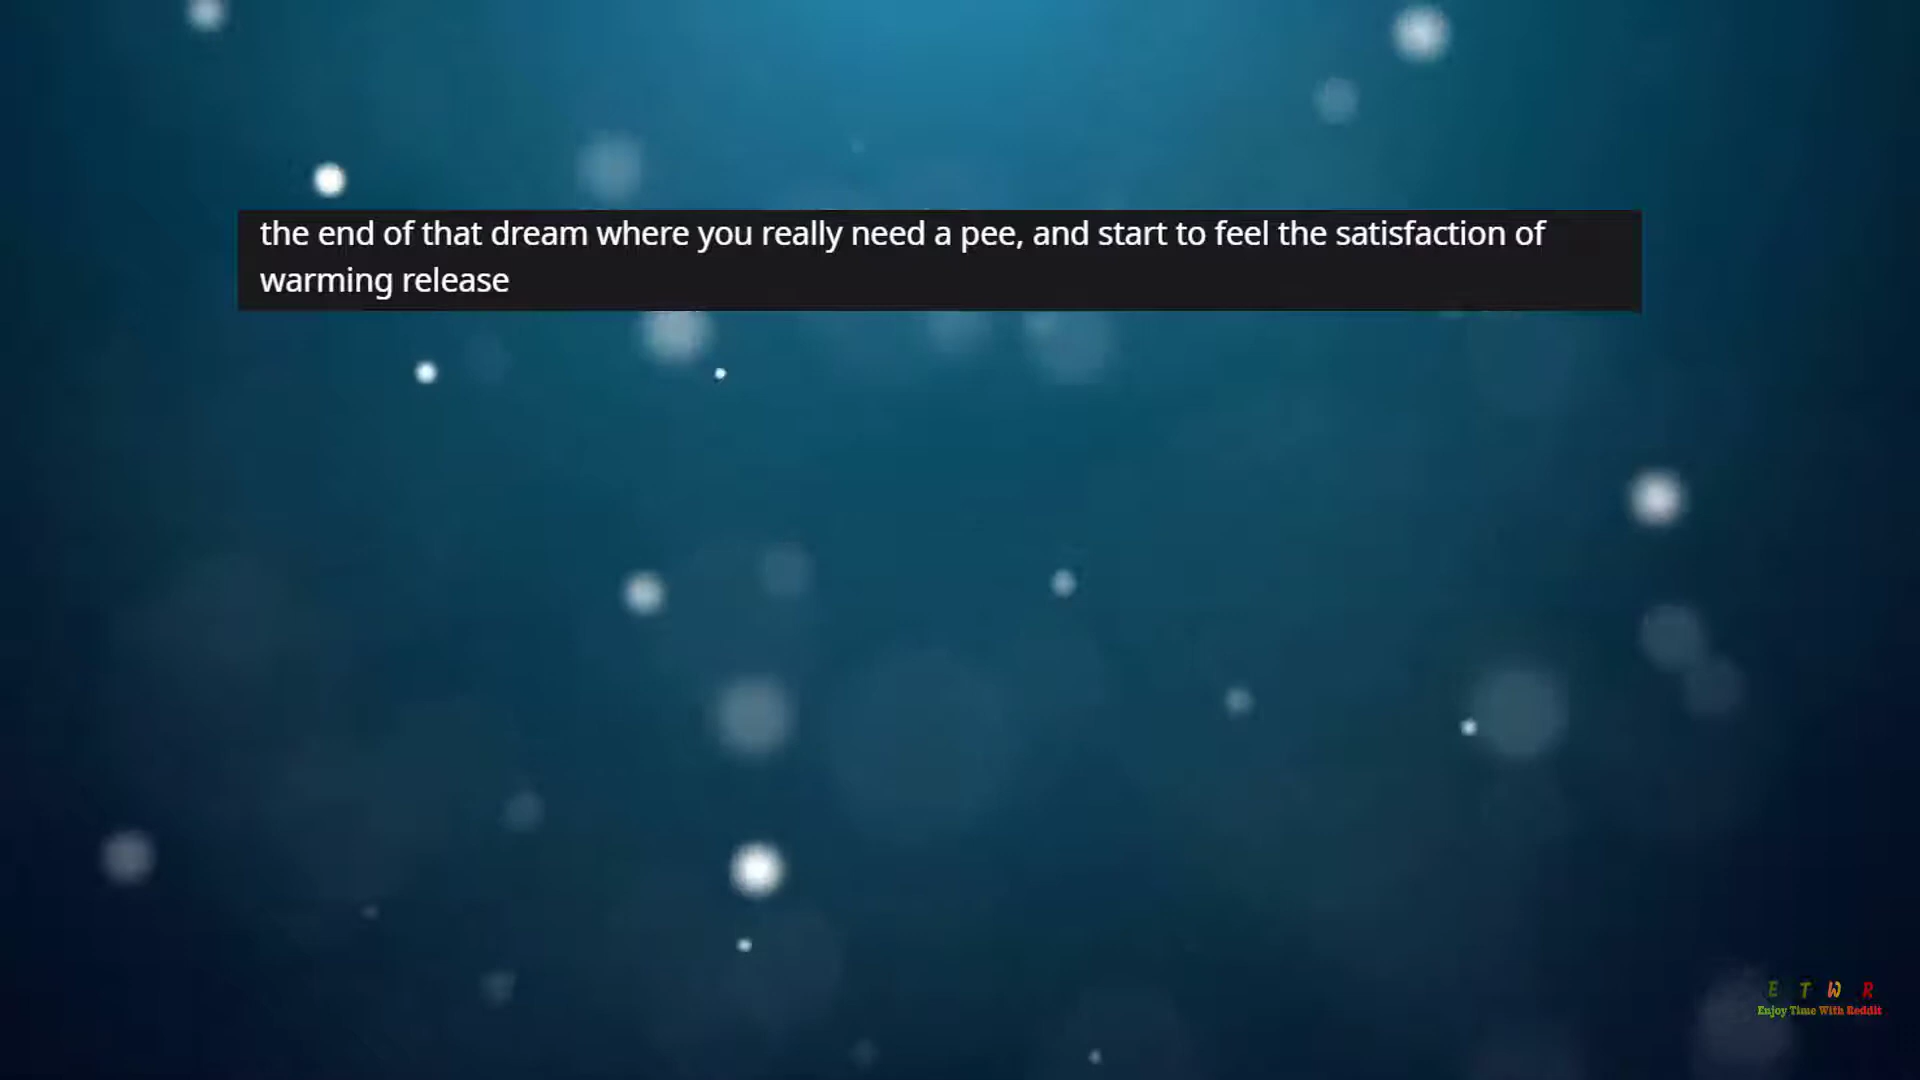 the end of that dream where you really need a pee, and start to feel the satisfaction of
warming release
E T W R
Enjoy Time With Reddit